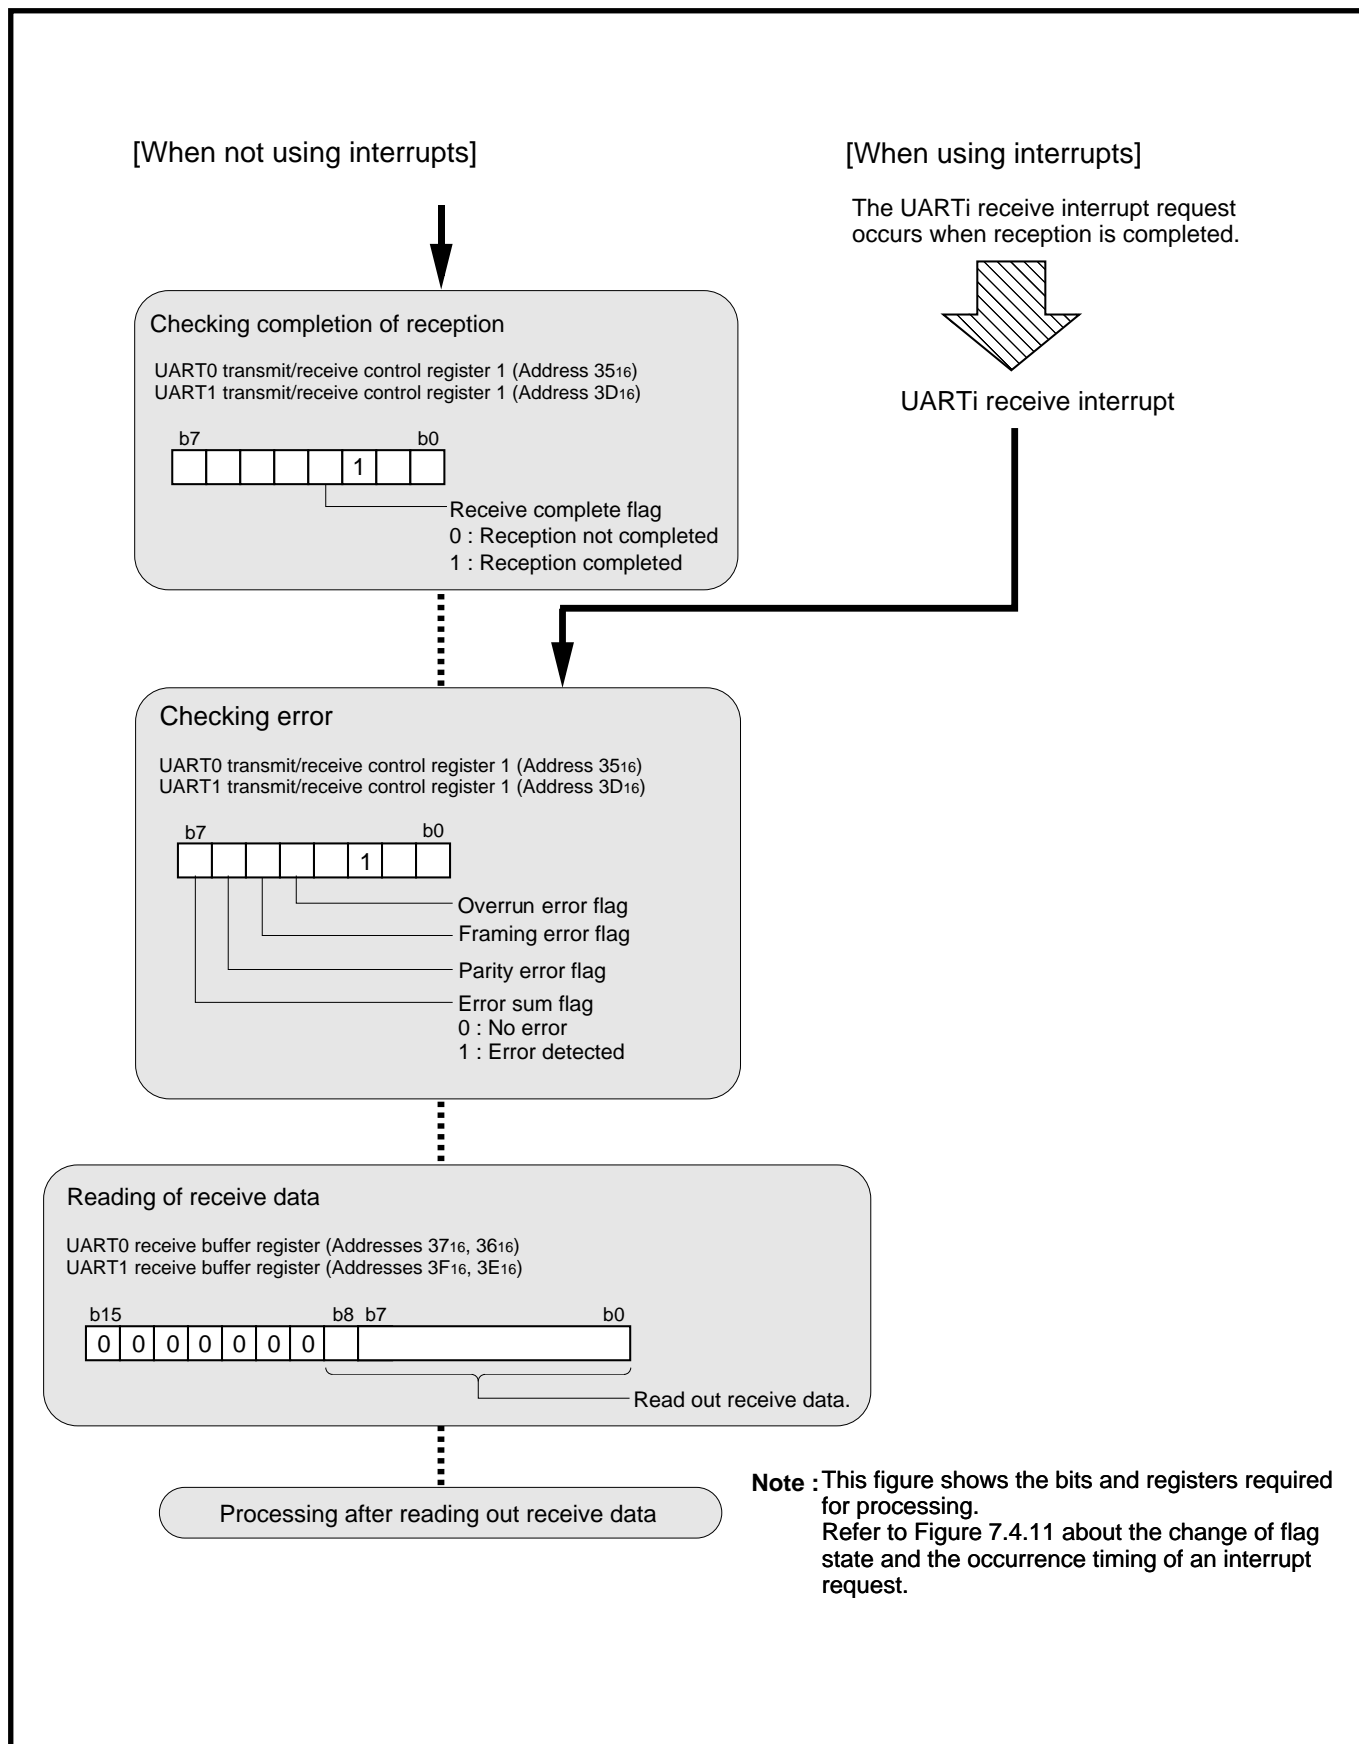 [When not using interrupts]
[When using interrupts]
The UARTi receive interrupt request
occurs when reception is completed.
UARTi receive interrupt
Checking completion of reception
UART0 transmit/receive control register 1 (Address 3516)
UART1 transmit/receive control register 1 (Address 3D16)
b7 b0
1
Receive complete flag
0 : Reception not completed
1 : Reception completed
Checking error
UART0 transmit/receive control register 1 (Address 3516)
UART1 transmit/receive control register 1 (Address 3D16)
b7 b0
1
Overrun error flag
Framing error flag
Parity error flag
Error sum flag
0 : No error
1 : Error detected
Reading of receive data
UART0 receive buffer register (Addresses 3716, 3616)
UART1 receive buffer register (Addresses 3F16, 3E16)
b15 b8 b7 b0
0 0 0 0 0 0 0
Read out receive data.
Processing after reading out receive data
Note : This figure shows the bits and registers required
for processing.
Refer to Figure 7.4.11 about the change of flag
state and the occurrence timing of an interrupt
request.